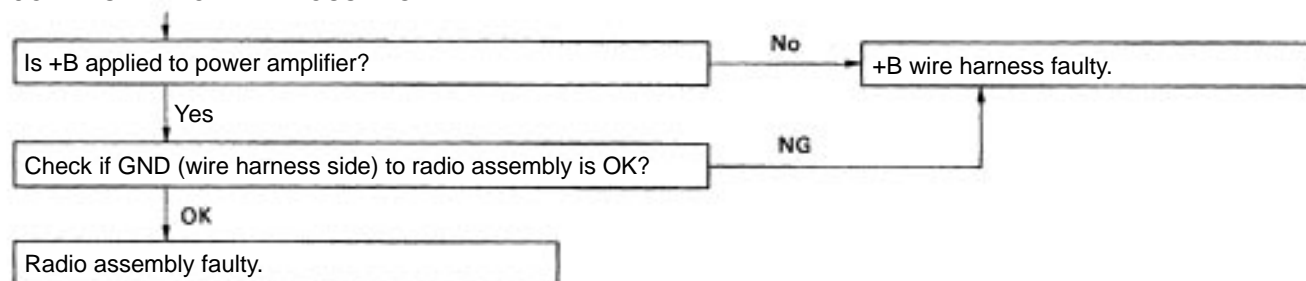 Is +B applied to power amplifier?
No
+B wire harness faulty.
Yes
Check if GND (wire harness side) to radio assembly is OK?
NG
OK
Radio assembly faulty.